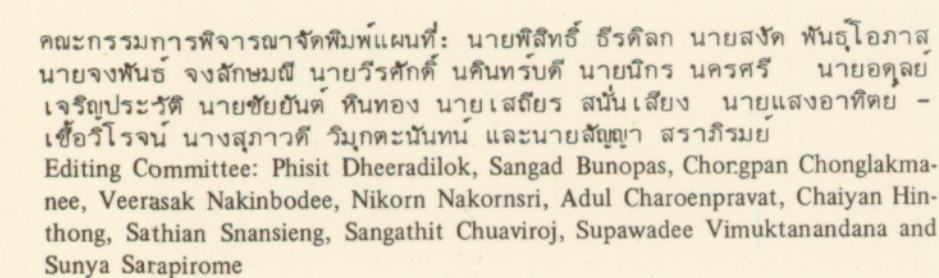 คณะกรรมการพิจารณาจัดพิมพ์แผนที่: นายพิสิทธิ์ ธีรดิลก นายสงัด พันธุ์โอภาส
นายจงพันธ์ จงลักษมณี นายวีรศักดิ์ นคินทร์บดี นายนิกร นครศรี นายอดุลย์
เจริญประวัติ นายชัยยันต์ หินทอง นายเสถียร สนั่นเสียง นายแสงอาทิตย์ –
เชื้อวิโรจน์ นางสุภาวดี วิมุกตะนันทน์ และนายสัญญา สราภิรมย์
Editing Committee: Phisit Dheeradilok, Sangad Bunopas, Chongpan Chonglakma-
nee, Veerasak Nakinbodee, Nikorn Nakornsri, Adul Charoenpravat, Chaiyan Hin-
thong, Sathian Snansieng, Sangathit Chuaviroj, Supawadee Vimuktanandana and
Sunya Sarapirome